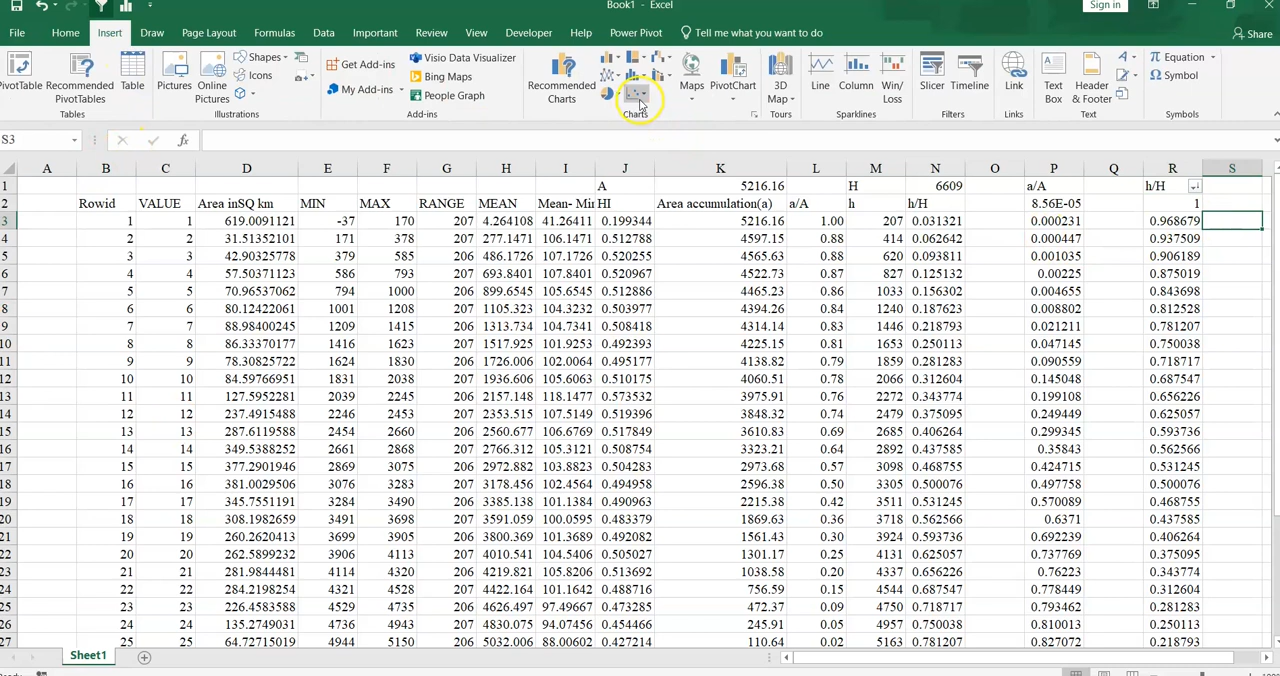 Book1 - Excel
Sign in
File Home Insert Draw Page Layout Formulas Data Important Review View Developer Help Power Pivot Tell me what you want to do Share
PivotTable Recommended PivotTables Table Pictures Online Pictures Shapes Icons Get Add-ins My Add-ins Visio Data Visualizer Bing Maps People Graph Recommended Charts Maps PivotChart 3D Map Line Column Win/Loss Slicer Timeline Link Text Box Header & Footer Equation Symbol
Tables Illustrations Add-ins Charts Tours Sparklines Filters Links Text Symbols
S3 fx
A B C D E F G H I J K L M N O P Q R S
1 A 5216.16 H 6609 a/A h/H
2 Rowid VALUE Area inSQ km MIN MAX RANGE MEAN Mean- Min HI Area accumulation(a) a/A h h/H 8.56E-05 1
3 1 1 619.0091121 -37 170 207 4.264108 41.26411 0.199344 5216.16 1.00 207 0.031321 0.000231 0.968679
4 2 2 31.51352101 171 378 207 277.1471 106.1471 0.512788 4597.15 0.88 414 0.062642 0.000447 0.937509
5 3 3 42.90325778 379 585 206 486.1726 107.1726 0.520255 4565.63 0.88 620 0.093811 0.001035 0.906189
6 4 4 57.50371123 586 793 207 693.8401 107.8401 0.520967 4522.73 0.87 827 0.125132 0.00225 0.875019
7 5 5 70.96537062 794 1000 206 899.6545 105.6545 0.512886 4465.23 0.86 1033 0.156302 0.004655 0.843698
8 6 6 80.12422061 1001 1208 207 1105.323 104.3232 0.503977 4394.26 0.84 1240 0.187623 0.008802 0.812528
9 7 7 88.98400245 1209 1415 206 1313.734 104.7341 0.508418 4314.14 0.83 1446 0.218793 0.021211 0.781207
10 8 8 86.33370177 1416 1623 207 1517.925 101.9253 0.492393 4225.15 0.81 1653 0.250113 0.047145 0.750038
11 9 9 78.30825722 1624 1830 206 1726.006 102.0064 0.495177 4138.82 0.79 1859 0.281283 0.090559 0.718717
12 10 10 84.59766951 1831 2038 207 1936.606 105.6063 0.510175 4060.51 0.78 2066 0.312604 0.145048 0.687547
13 11 11 127.5952281 2039 2245 206 2157.148 118.1477 0.573532 3975.91 0.76 2272 0.343774 0.199108 0.656226
14 12 12 237.4915488 2246 2453 207 2353.515 107.5149 0.519396 3848.32 0.74 2479 0.375095 0.249449 0.625057
15 13 13 287.6119588 2454 2660 206 2560.677 106.6769 0.517849 3610.83 0.69 2685 0.406264 0.299345 0.593736
16 14 14 349.5388252 2661 2868 207 2766.312 105.3121 0.508754 3323.21 0.64 2892 0.437585 0.35843 0.562566
17 15 15 377.2901946 2869 3075 206 2972.882 103.8823 0.504283 2973.68 0.57 3098 0.468755 0.424715 0.531245
18 16 16 381.0029506 3076 3283 207 3178.456 102.4564 0.494958 2596.38 0.50 3305 0.500076 0.497758 0.500076
19 17 17 345.7551191 3284 3490 206 3385.138 101.1384 0.490963 2215.38 0.42 3511 0.531245 0.570089 0.468755
20 18 18 308.1982659 3491 3698 207 3591.059 100.0595 0.483379 1869.63 0.36 3718 0.562566 0.6371 0.437585
21 19 19 260.2620413 3699 3905 206 3800.369 101.3689 0.492082 1561.43 0.30 3924 0.593736 0.692239 0.406264
22 20 20 262.5899232 3906 4113 207 4010.541 104.5406 0.505027 1301.17 0.25 4131 0.625057 0.737769 0.375095
23 21 21 281.9844481 4114 4320 206 4219.821 105.8206 0.513692 1038.58 0.20 4337 0.656226 0.76223 0.343774
24 22 22 284.2198254 4321 4528 207 4422.164 101.1642 0.488716 756.59 0.15 4544 0.687547 0.778449 0.312604
25 23 23 226.4583588 4529 4735 206 4626.497 97.49667 0.473285 472.37 0.09 4750 0.718717 0.793462 0.281283
26 24 24 135.2749031 4736 4943 207 4830.075 94.07456 0.454466 245.91 0.05 4957 0.750038 0.810013 0.250113
27 25 25 64.72715019 4944 5150 206 5032.006 88.00602 0.427214 110.64 0.02 5163 0.781207 0.827072 0.218793
Sheet1